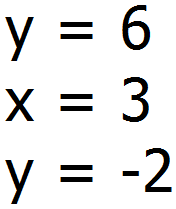 y = 6
x = 3
y = -2